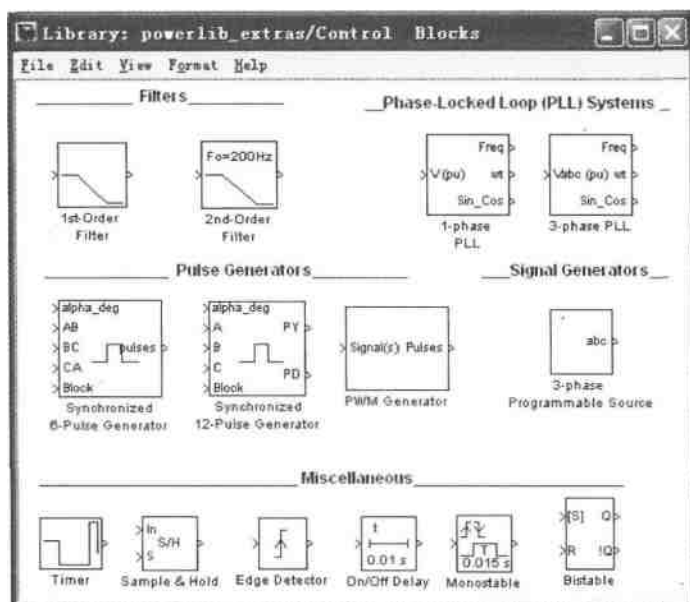 Library: powerlib_extras/Control Blocks
File Edit View Format Help
Filters
Phase-Locked Loop (PLL) Systems
1st-Order
Filter
Fo=200Hz
2nd-Order
Filter
V(pu)
Freq
wt
Sin_Cos
1-phase
PLL
Vabc (pu)
Freq
wt
Sin_Cos
3-phase PLL
Pulse Generators
Signal Generators
alpha_deg
AB
BC
CA
Block
pulses
Synchronized
6-Pulse Generator
alpha_deg
A
B
C
Block
PY
PD
Synchronized
12-Pulse Generator
Signal(s) Pulses
PWM Generator
abc
3-phase
Programmable Source
Miscellaneous
Timer
In
S
S/H
Sample & Hold
Edge Detector
t
0.01 s
On/Off Delay
T
0.015 s
Monostable
[S] Q
R !Q
Bistable